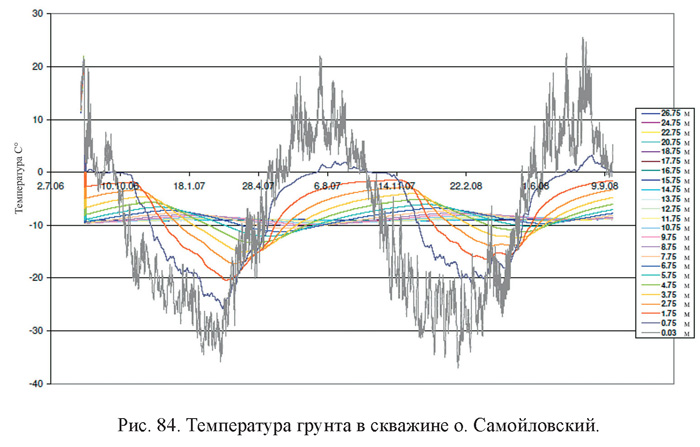 30
20
10
0
-10
-20
-30
-40
Температура С°
2.7.06
10.10.06
18.1.07
28.4.07
6.8.07
14.11.07
22.2.08
1.6.08
9.9.08
26.75 м
24.75 м
22.75 м
20.75 м
18.75 м
17.75 м
16.75 м
15.75 м
14.75 м
13.75 м
12.75 м
11.75 м
10.75 м
9.75 м
8.75 м
7.75 м
6.75 м
5.75 м
4.75 м
3.75 м
2.75 м
1.75 м
0.75 м
0.03 м
Рис. 84. Температура грунта в скважине о. Самойловский.